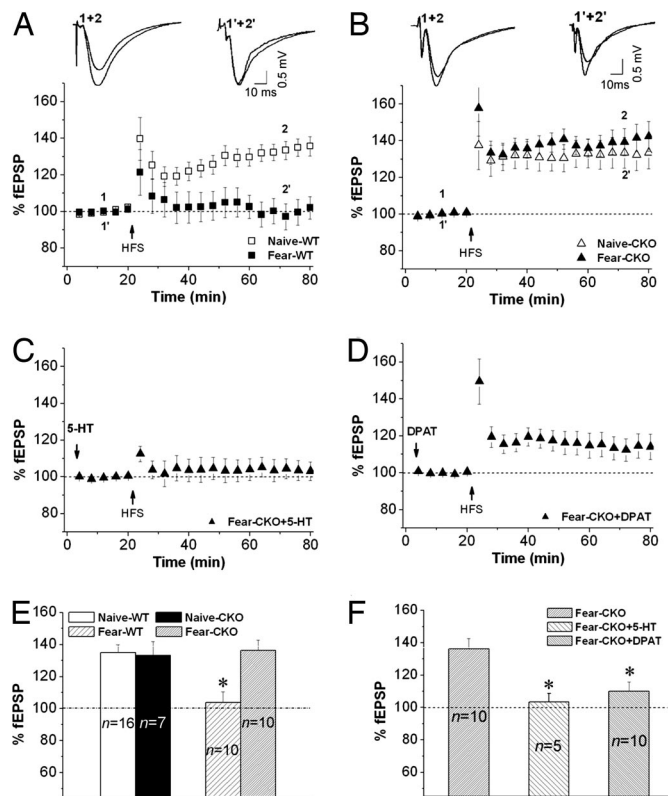 A
1+2
1'+2'
0.5 mV
10 ms
% fEPSP
160
140
120
100
80
1
1'
2
2'
HFS
Naive-WT
Fear-WT
0 20 40 60 80
Time (min)
B
1+2
1'+2'
0.5 mV
10ms
% fEPSP
160
140
120
100
80
1
1'
2
2'
HFS
Naive-CKO
Fear-CKO
0 20 40 60 80
Time (min)
C
% fEPSP
160
140
120
100
80
5-HT
HFS
Fear-CKO+5-HT
0 20 40 60 80
Time (min)
D
% fEPSP
160
140
120
100
80
DPAT
HFS
Fear-CKO+DPAT
0 20 40 60 80
Time (min)
E
Naive-WT Naive-CKO
Fear-WT Fear-CKO
% fEPSP
160
140
120
100
80
60
*
n=16
n=7
n=10
n=10
F
Fear-CKO
Fear-CKO+5-HT
Fear-CKO+DPAT
% fEPSP
160
140
120
100
80
60
* *
n=10
n=5
n=10